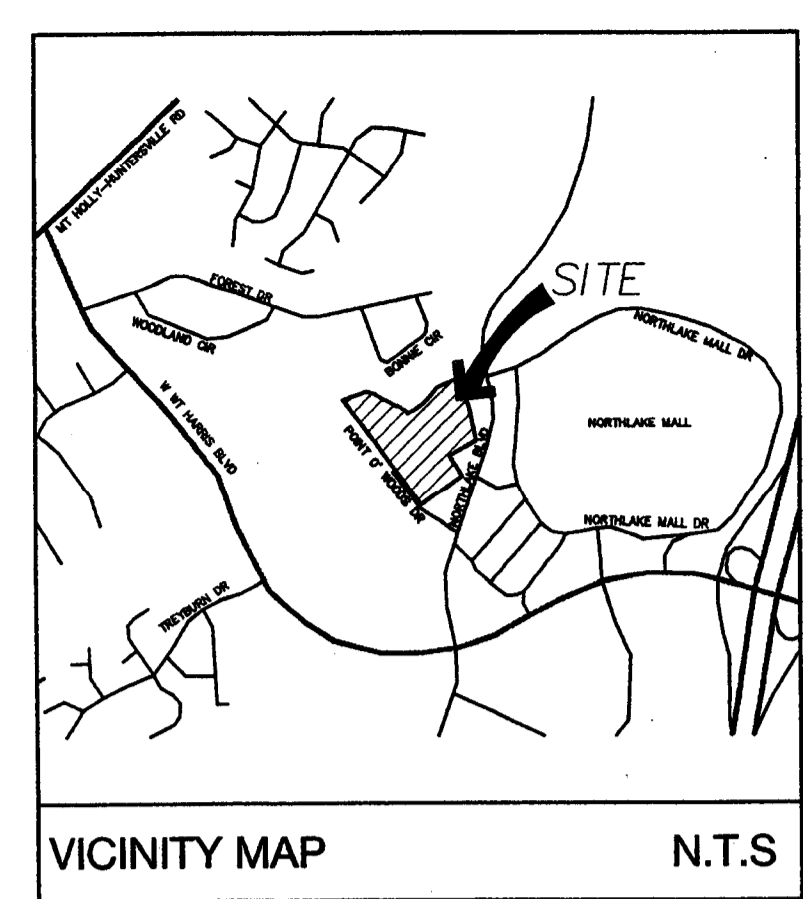 MT HOLLY-HUNTERSVILLE RD
FOREST DR
WOODLAND CIR
BONNIE CIR
SITE
NORTHLAKE MALL DR
W WT HARRIS BLVD
POINT O' WOODS DR
NORTHLAKE BLVD
NORTHLAKE MALL
NORTHLAKE MALL DR
TREYBURN DR
VICINITY MAP N.T.S